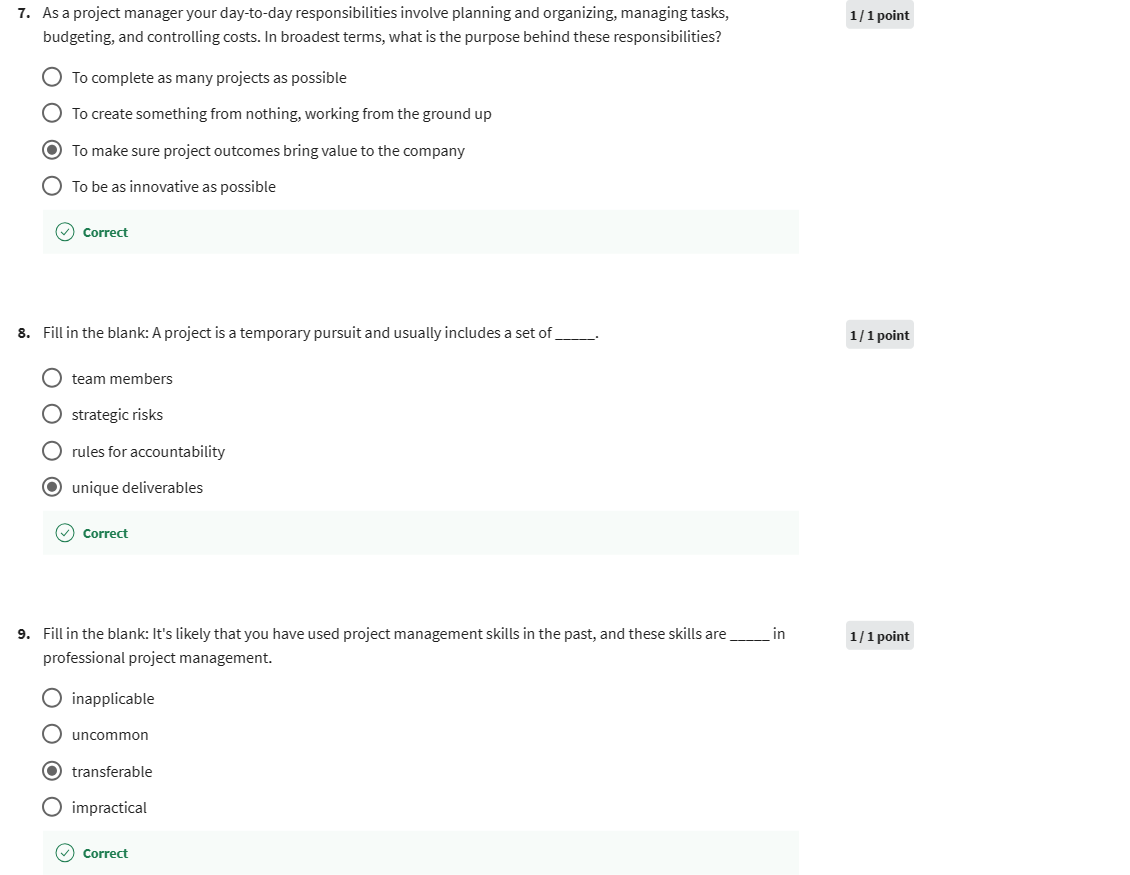 7. As a project manager your day-to-day responsibilities involve planning and organizing, managing tasks, 1 / 1 point
budgeting, and controlling costs. In broadest terms, what is the purpose behind these responsibilities?
To complete as many projects as possible
To create something from nothing, working from the ground up
To make sure project outcomes bring value to the company
To be as innovative as possible
Correct
8. Fill in the blank: A project is a temporary pursuit and usually includes a set of _____. 1 / 1 point
team members
strategic risks
rules for accountability
unique deliverables
Correct
9. Fill in the blank: It's likely that you have used project management skills in the past, and these skills are _____ in 1 / 1 point
professional project management.
inapplicable
uncommon
transferable
impractical
Correct